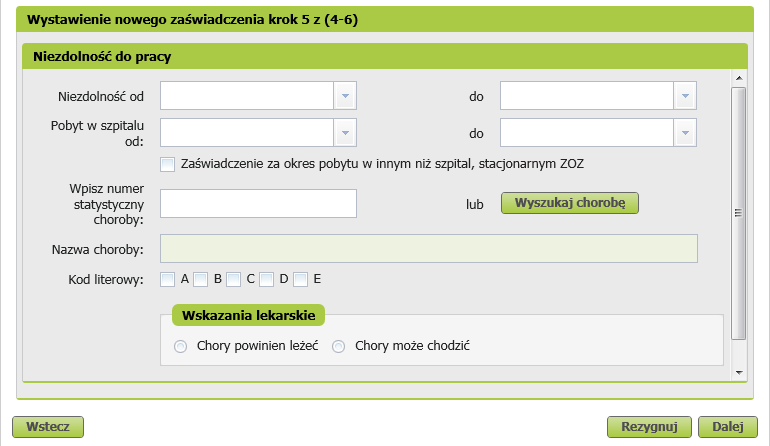 Wystawienie nowego zaświadczenia krok 5 z (4-6)
Niezdolność do pracy
Niezdolność od do
Pobyt w szpitalu od: do
Zaświadczenie za okres pobytu w innym niż szpital, stacjonarnym ZOZ
Wpisz numer statystyczny choroby: lub Wyszukaj chorobę
Nazwa choroby:
Kod literowy: A B C D E
Wskazania lekarskie
Chory powinien leżeć Chory może chodzić
Wstecz Rezygnuj Dalej